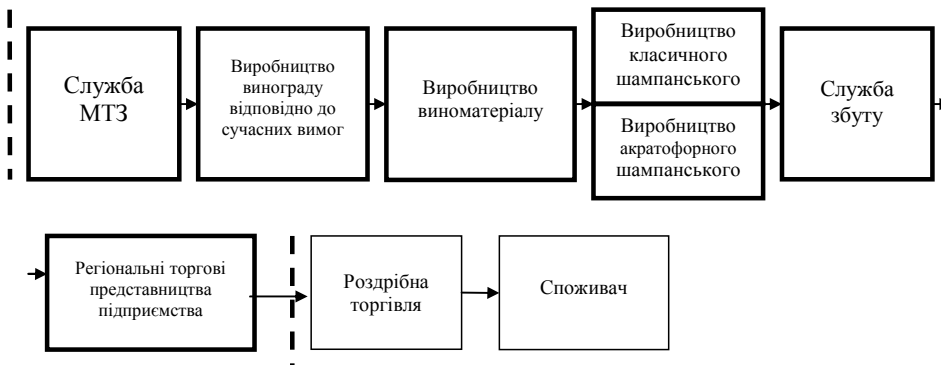 Служба
МТЗ
Виробництво
винограду
відповідно до
сучасних вимог
Виробництво
виноматеріалу
Виробництво
класичного
шампанського
Виробництво
акратофорного
шампанського
Служба
збуту
Регіональні торгові
представництва
підприємства
Роздрібна
торгівля
Споживач